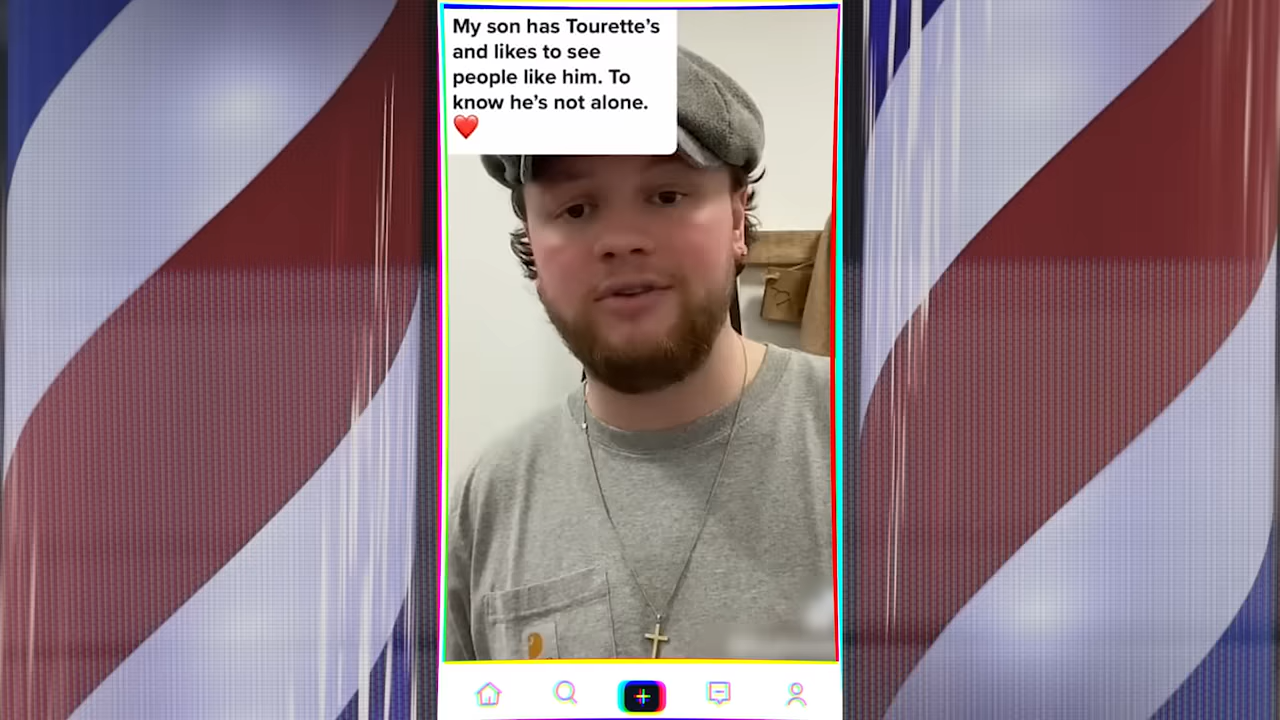 My son has Tourette's
and likes to see
people like him. To
know he's not alone.
❤️